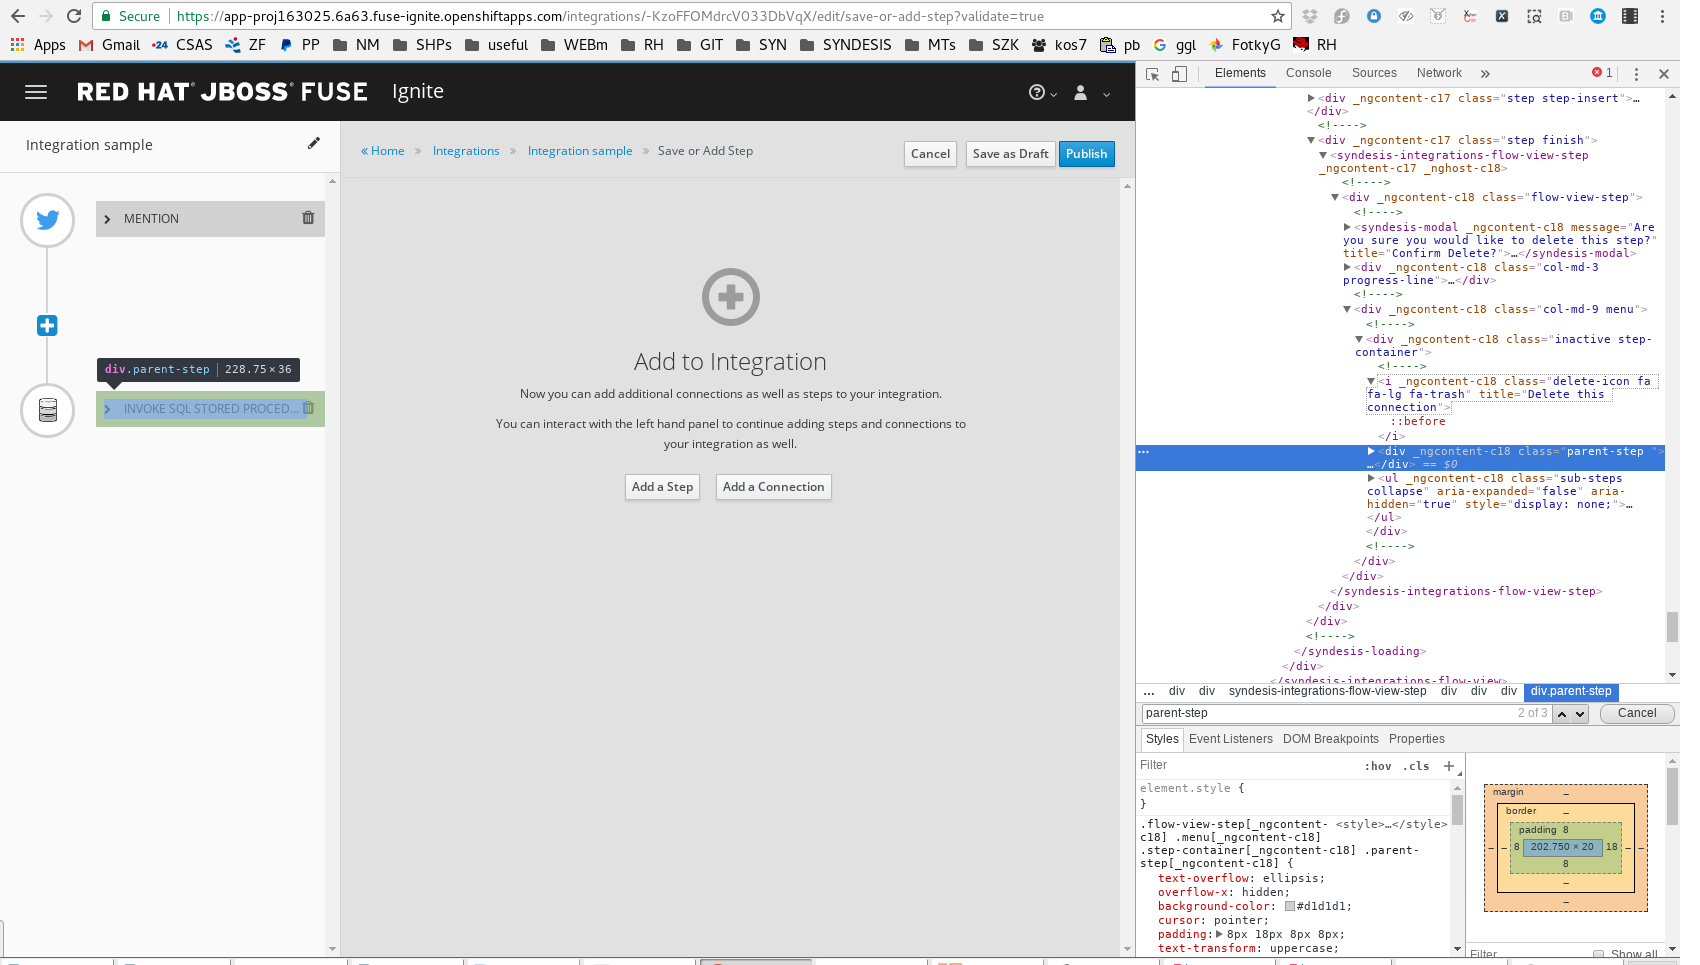 Secure https://app-proj163025.6a63.fuse-ignite.openshiftapps.com/integrations/-KzoFFOMdrcV033DbVqX/edit/save-or-add-step?validate=true
Apps Gmail -24 CSAS ZF PP NM SHPs useful WEBm RH GIT SYN SYNDESIS MTs SZK kos7 pb ggl FotkyG RH
RED HAT JBOSS FUSE Ignite
Integration sample
MENTION
div.parent-step 228.75×36
INVOKE SQL STORED PROCED...
« Home » Integrations » Integration sample » Save or Add Step
Cancel Save as Draft Publish
Add to Integration
Now you can add additional connections as well as steps to your integration.
You can interact with the left hand panel to continue adding steps and connections to
your integration as well.
Add a Step Add a Connection
Elements Console Sources Network » 1
<div _ngcontent-c17 class="step step-insert">…
</div>
<!---->
<div _ngcontent-c17 class="step finish">
<syndesis-integrations-flow-view-step
_ngcontent-c17 _nghost-c18>
<!---->
<div _ngcontent-c18 class="flow-view-step">
<!---->
<syndesis-modal _ngcontent-c18 message="Are
you sure you would like to delete this step?"
title="Confirm Delete?">…</syndesis-modal>
<div _ngcontent-c18 class="col-md-3
progress-line">…</div>
<!---->
<div _ngcontent-c18 class="col-md-9 menu">
<!---->
<div _ngcontent-c18 class="inactive step-
container">
<!---->
<i _ngcontent-c18 class="delete-icon fa
fa-lg fa-trash" title="Delete this
connection">
::before
</i>
<div _ngcontent-c18 class="parent-step ">
…</div> == $0
<ul _ngcontent-c18 class="sub-steps
collapse" aria-expanded="false" aria-
hidden="true" style="display: none;">…
</ul>
</div>
<!---->
</div>
</div>
</syndesis-integrations-flow-view-step>
</div>
</div>
<!---->
</syndesis-loading>
</div>
</syndesis-integrations-flow-view>
... div div syndesis-integrations-flow-view-step div div div div.parent-step
parent-step 2 of 3 Cancel
Styles Event Listeners DOM Breakpoints Properties
Filter :hov .cls +
element.style {
}
.flow-view-step[_ngcontent- <style>…</style>
c18] .menu[_ngcontent-c18]
.step-container[_ngcontent-c18] .parent-
step[_ngcontent-c18] {
text-overflow: ellipsis;
overflow-x: hidden;
background-color: #d1d1d1;
cursor: pointer;
padding: 8px 18px 8px 8px;
text-transform: uppercase;
margin –
border –
padding 8
– – 8 202.750 × 20 18 – –
8
–
–
Filter Show all